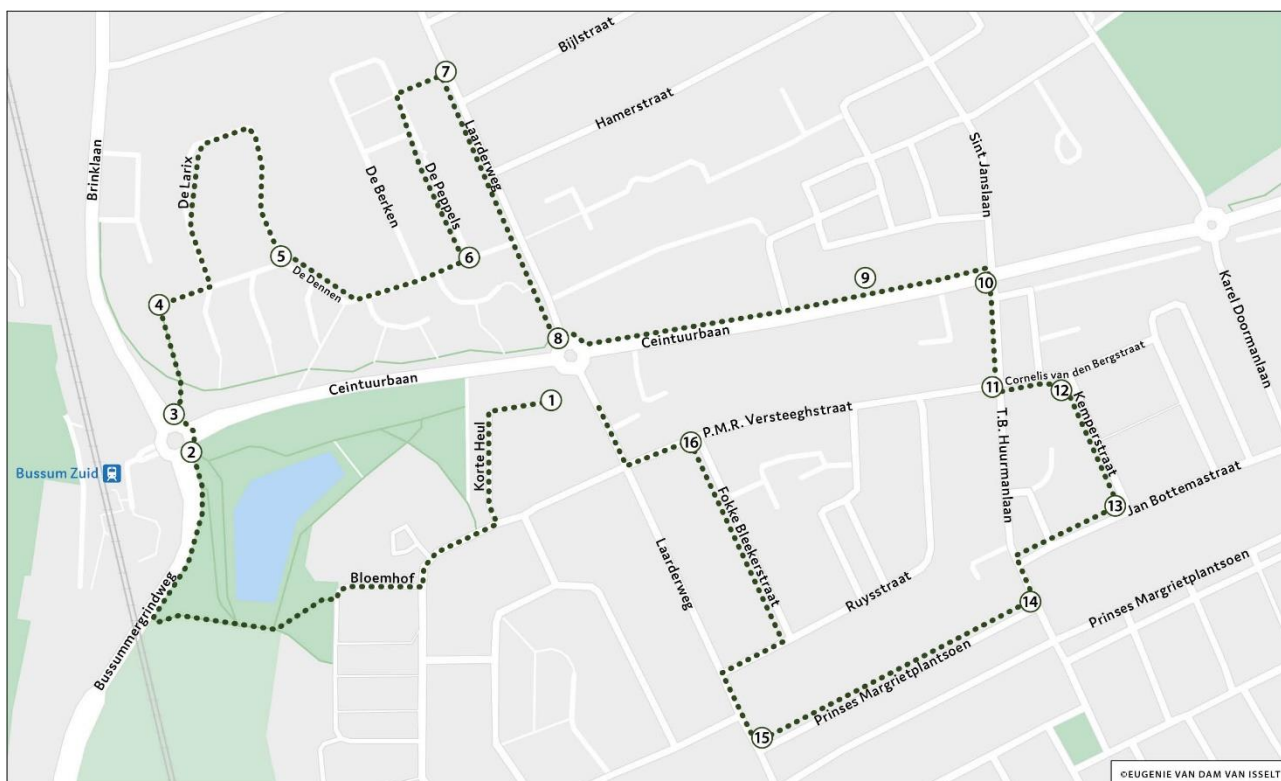 Bijlstraat
Hamerstraat
Laarderweg
Brinklaan
De Larix
De Berken
De Peppels
De Dennen
Sint Janslaan
Karel Doormanlaan
Ceintuurbaan
Ceintuurbaan
Cornelis van den Bergstraat
Kemperstraat
P.M.R. Versteeghstraat
Korte Heul
T.B. Huurmanlaan
Jan Bottemastraat
Bussum Zuid
Fokke Bleekerstraat
Laarderweg
Bloemhof
Ruysstraat
Prinses Margrietplantsoen
Prinses Margrietplantsoen
Bussummergrindweg
1
2
3
4
5
6
7
8
9
10
11
12
13
14
15
16
©EUGENIE VAN DAM VAN ISSELT